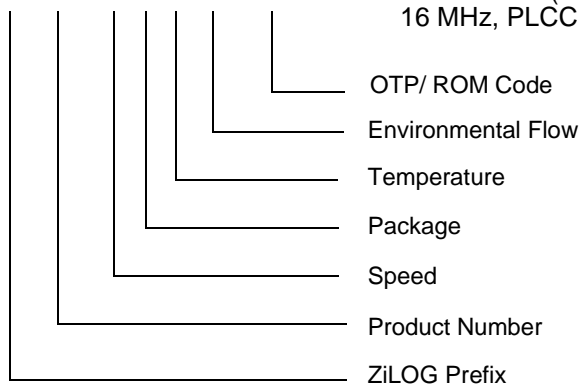 16 MHz, PLCC
OTP/ ROM Code
Environmental Flow
Temperature
Package
Speed
Product Number
ZiLOG Prefix